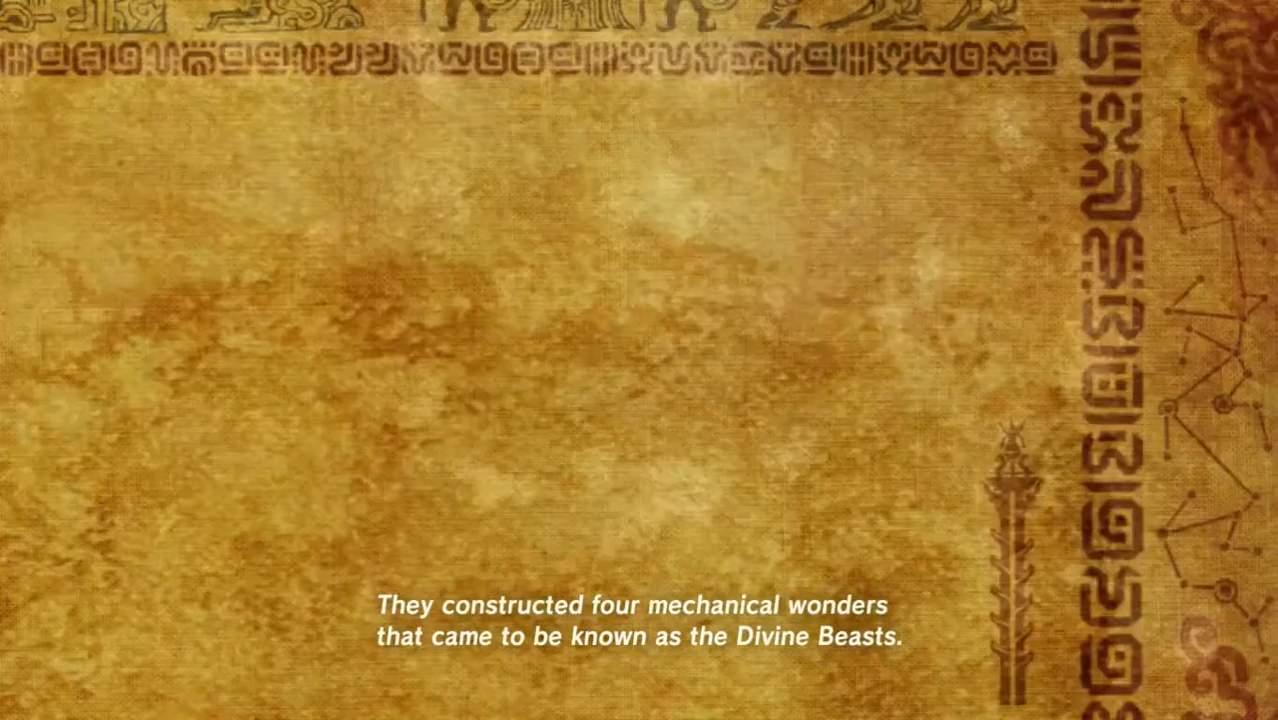 They constructed four mechanical wonders
that came to be known as the Divine Beasts.